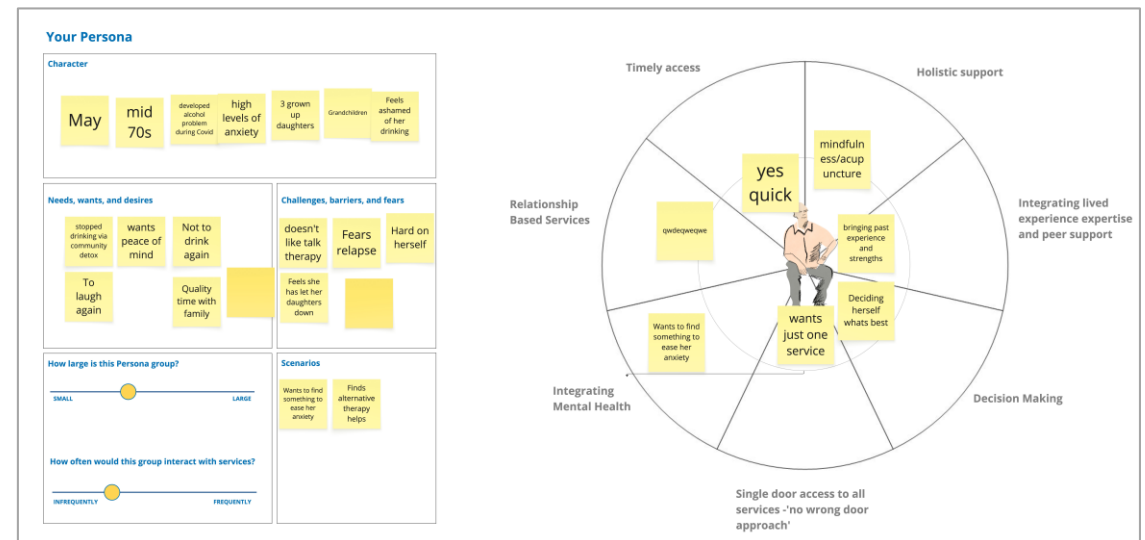 Your Persona
Character
May
mid
70s
developed
alcohol
problem
during Covid
high
levels of
anxiety
3 grown
up
daughters
Grandchildren
Feels
ashamed
of her
drinking
Needs, wants, and desires
stopped
drinking via
community
detox
wants
peace of
mind
Not to
drink
again
To
laugh
again
Quality
time with
family
Challenges, barriers, and fears
doesn't
like talk
therapy
Fears
relapse
Hard on
herself
Feels she
has let her
daughters
down
How large is this Persona group?
SMALL
LARGE
How often would this group interact with services?
INFREQUENTLY
FREQUENTLY
Scenarios
Wants to find
something to
ease her
anxiety
Finds
alternative
therapy
helps
Timely access
Holistic support
Relationship
Based Services
Integrating lived
experience expertise
and peer support
Integrating
Mental Health
Decision Making
Single door access to all
services -'no wrong door
approach'
yes
quick
mindfuln
ess/acup
uncture
qwdeqweqwe
bringing past
experience
and
strengths
Deciding
herself
whats best
wants
just one
service
Wants to find
something to
ease her
anxiety